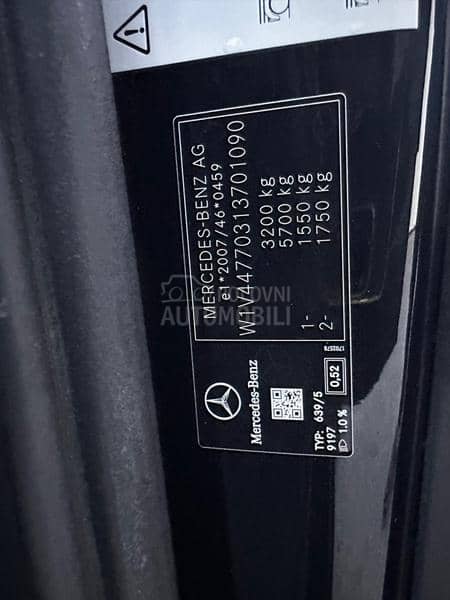 MERCEDES-BENZ AG
e1*2007/46*0459
W1V44770313701090
3200 kg
5700 kg
1- 1550 kg
2- 1750 kg
1702579
Mercedes-Benz
TYP: 639/5
9197
1.0 %
0,52
POLOVNI
AUTOMOBILI